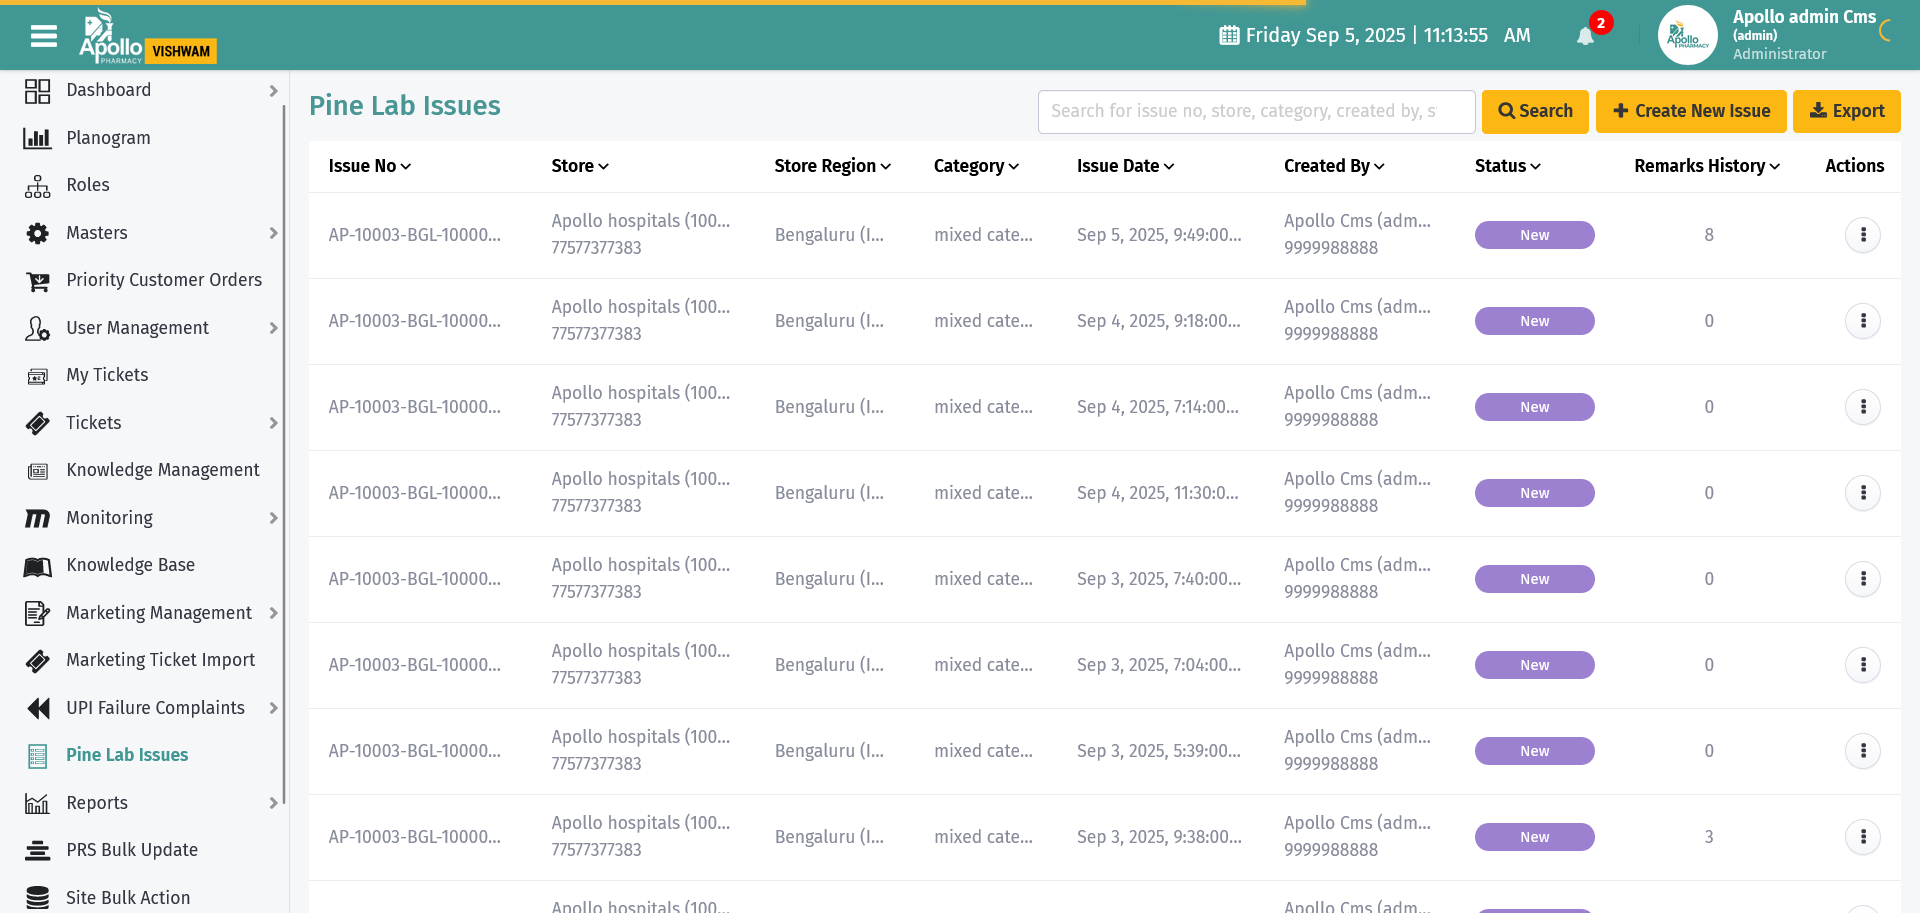 Apollo
PHARMACY
VISHWAM
Friday Sep 5, 2025 | 11:13:55 AM
2
Apollo
PHARMACY
Apollo admin Cms
(admin)
Administrator
Dashboard
Planogram
Roles
Masters
Priority Customer Orders
User Management
My Tickets
Tickets
Knowledge Management
Monitoring
Knowledge Base
Marketing Management
Marketing Ticket Import
UPI Failure Complaints
Pine Lab Issues
Reports
PRS Bulk Update
Site Bulk Action
Pine Lab Issues
Search for issue no, store, category, created by, s
Search
Create New Issue
Export
Issue No Store Store Region Category Issue Date Created By Status Remarks History Actions
AP-10003-BGL-10000... Apollo hospitals (100... Bengaluru (I... mixed cate... Sep 5, 2025, 9:49:00... Apollo Cms (adm... New 8
77577377383 9999988888
AP-10003-BGL-10000... Apollo hospitals (100... Bengaluru (I... mixed cate... Sep 4, 2025, 9:18:00... Apollo Cms (adm... New 0
77577377383 9999988888
AP-10003-BGL-10000... Apollo hospitals (100... Bengaluru (I... mixed cate... Sep 4, 2025, 7:14:00... Apollo Cms (adm... New 0
77577377383 9999988888
AP-10003-BGL-10000... Apollo hospitals (100... Bengaluru (I... mixed cate... Sep 4, 2025, 11:30:0... Apollo Cms (adm... New 0
77577377383 9999988888
AP-10003-BGL-10000... Apollo hospitals (100... Bengaluru (I... mixed cate... Sep 3, 2025, 7:40:00... Apollo Cms (adm... New 0
77577377383 9999988888
AP-10003-BGL-10000... Apollo hospitals (100... Bengaluru (I... mixed cate... Sep 3, 2025, 7:04:00... Apollo Cms (adm... New 0
77577377383 9999988888
AP-10003-BGL-10000... Apollo hospitals (100... Bengaluru (I... mixed cate... Sep 3, 2025, 5:39:00... Apollo Cms (adm... New 0
77577377383 9999988888
AP-10003-BGL-10000... Apollo hospitals (100... Bengaluru (I... mixed cate... Sep 3, 2025, 9:38:00... Apollo Cms (adm... New 3
77577377383 9999988888
Apollo hospitals (100... Apollo Cms (adm...